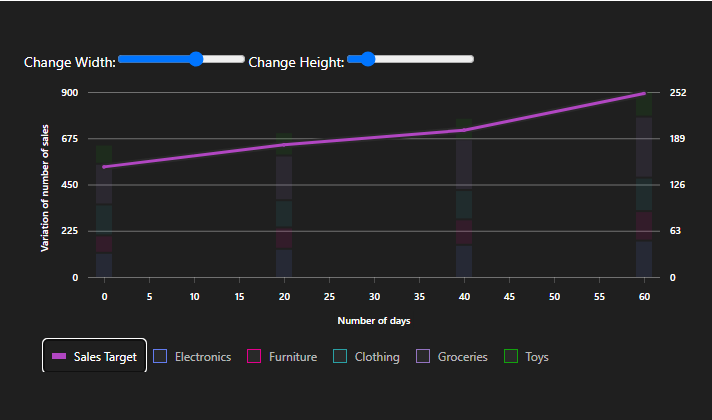 Change Width: Change Height:
900 252
675 189
450 126
225 63
0 0
Variation of number of sales
0 5 10 15 20 25 30 35 40 45 50 55 60
Number of days
Sales Target Electronics Furniture Clothing Groceries Toys